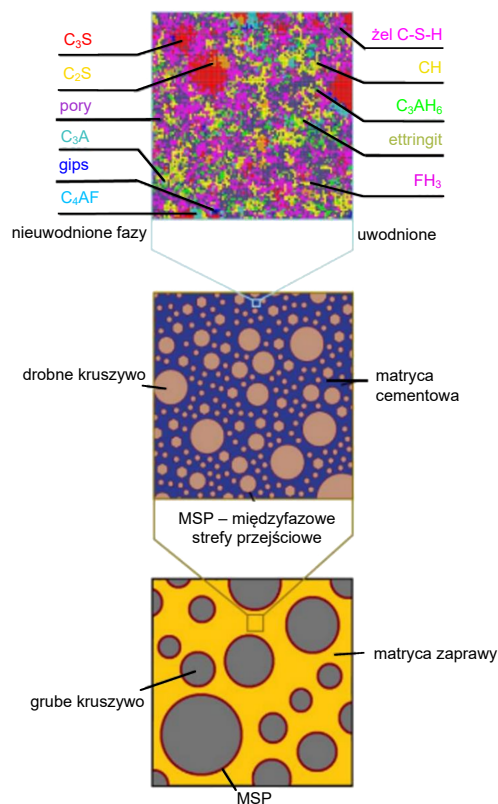 C₃S
C₂S
pory
C₃A
gips
C₄AF
nieuwodnione fazy
żel C-S-H
CH
C₃AH₆
ettringit
FH₃
uwodnione
drobne kruszywo
matryca
cementowa
MSP – międzyfazowe
strefy przejściowe
matryca zaprawy
grube kruszywo
MSP